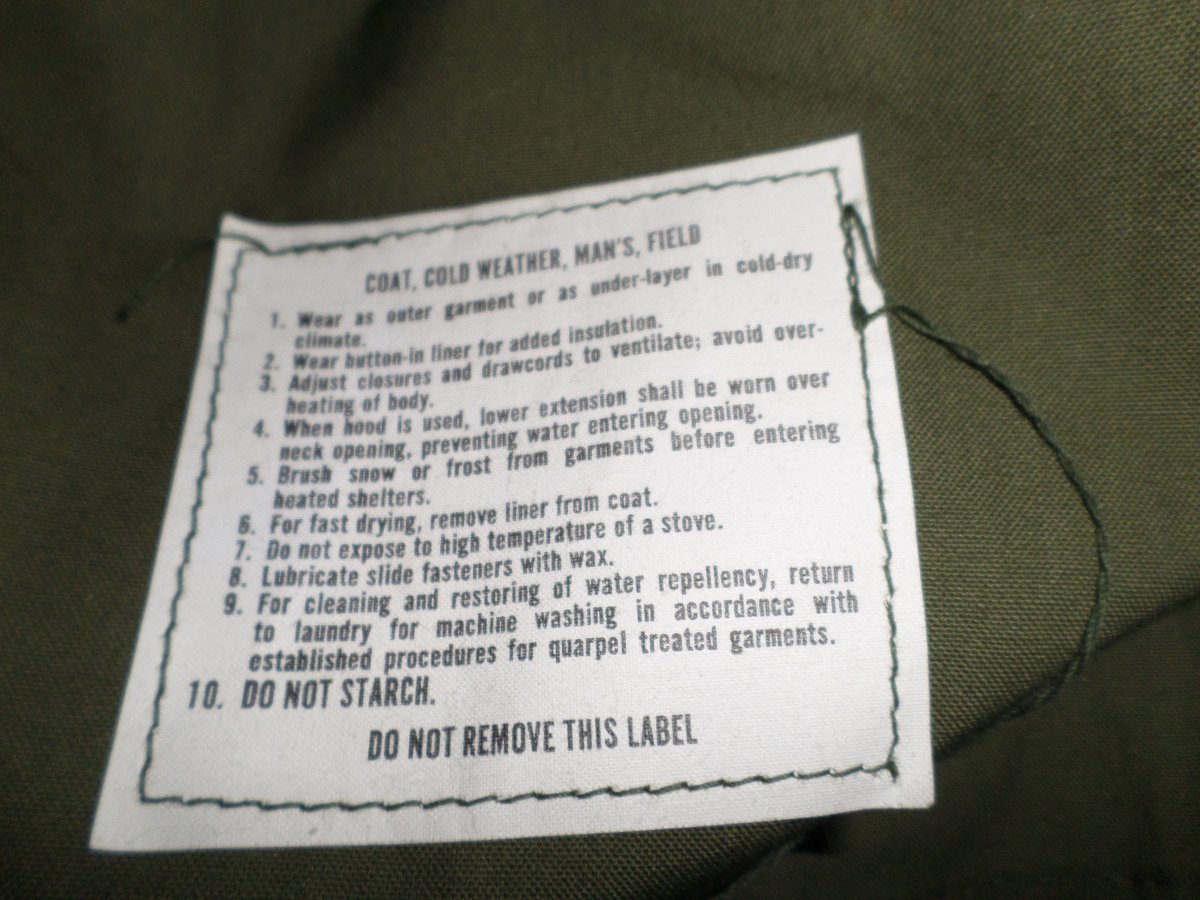 COAT, COLD WEATHER, MAN'S, FIELD
1. Wear as outer garment or as under-layer in cold-dry
climate.
2. Wear button-in liner for added insulation.
3. Adjust closures and drawcords to ventilate; avoid over-
heating of body.
4. When hood is used, lower extension shall be worn over
neck opening, preventing water entering opening.
5. Brush snow or frost from garments before entering
heated shelters.
6. For fast drying, remove liner from coat.
7. Do not expose to high temperature of a stove.
8. Lubricate slide fasteners with wax.
9. For cleaning and restoring of water repellency, return
to laundry for machine washing in accordance with
established procedures for quarpel treated garments.
10. DO NOT STARCH.
DO NOT REMOVE THIS LABEL